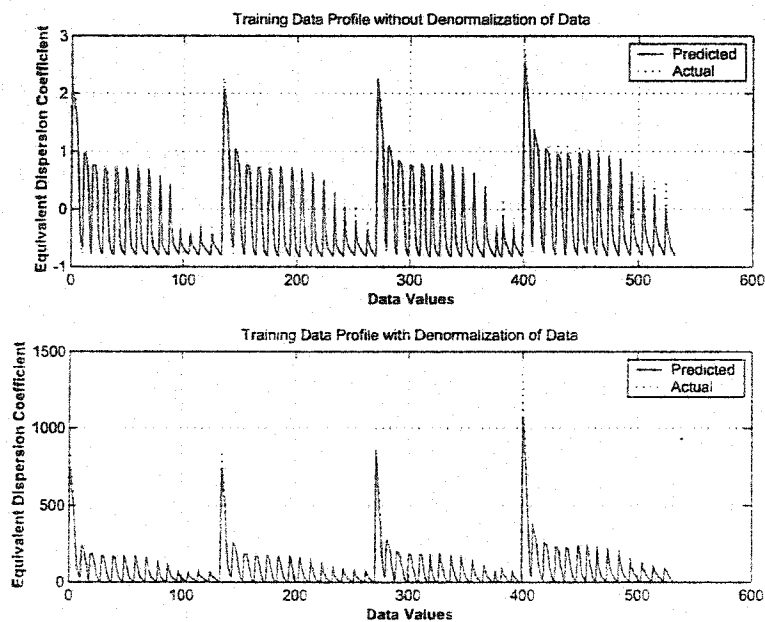 Training Data Profile without Denormalization of Data
Equivalent Dispersion Coefficient
3
2
1
0
-1
Predicted
Actual
0
100
200
300
400
500
600
Data Values
Training Data Profile with Denormalization of Data
Equivalent Dispersion Coefficient
1500
1000
500
0
Predicted
Actual
0
100
200
300
400
500
600
Data Values